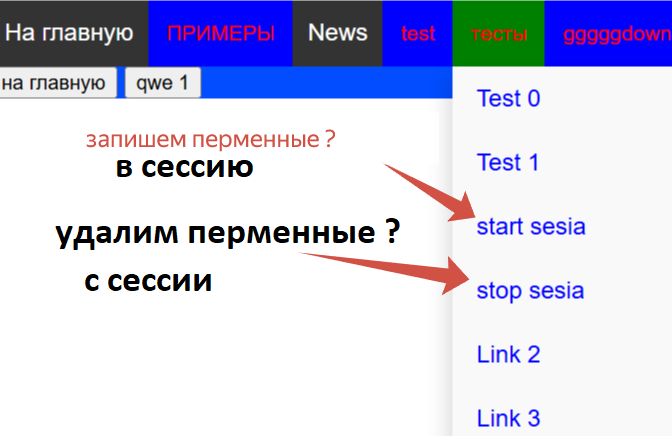 На главную ПРИМЕРЫ News test тесты gggggdown
на главную qwe 1
Test 0
запишем перменные ?
в сессию
Test 1
start sesia
удалим перменные ?
с сессии
stop sesia
Link 2
Link 3